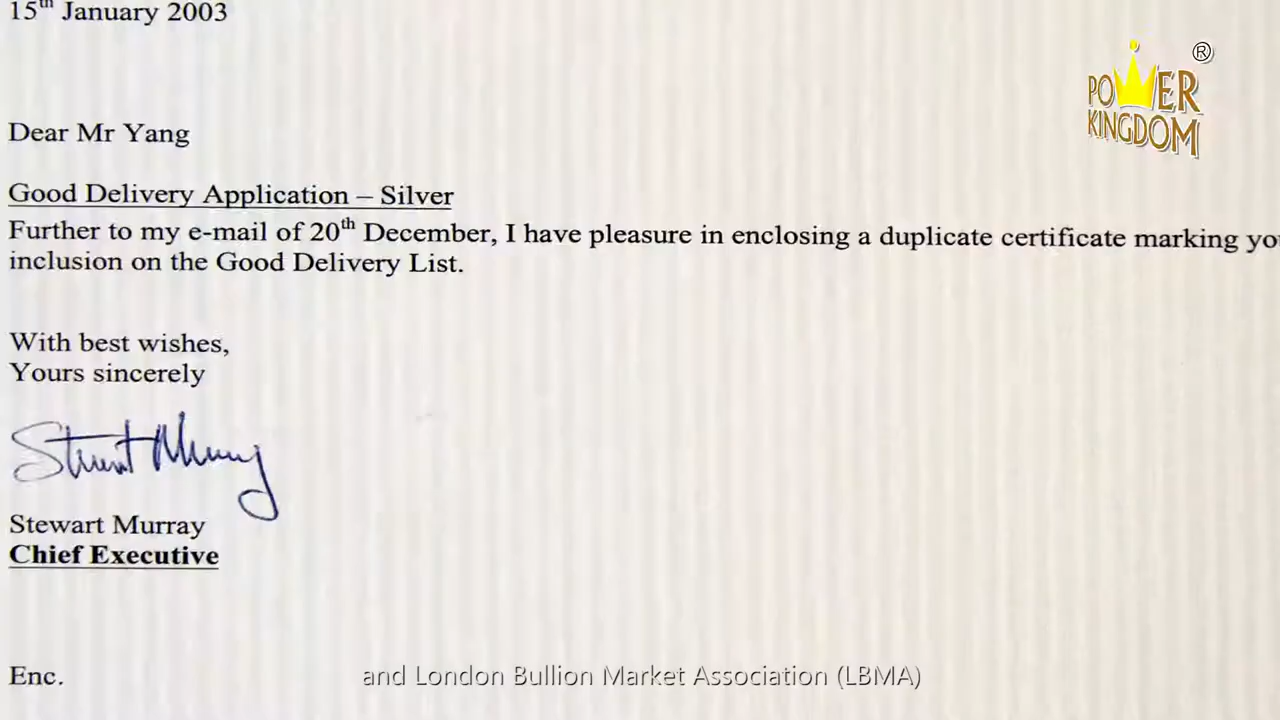 15th January 2003
POWER
KINGDOM
®
Dear Mr Yang
Good Delivery Application – Silver
Further to my e-mail of 20th December, I have pleasure in enclosing a duplicate certificate marking yo
inclusion on the Good Delivery List.
With best wishes,
Yours sincerely
Stewart Murray
Chief Executive
Enc.
and London Bullion Market Association (LBMA)